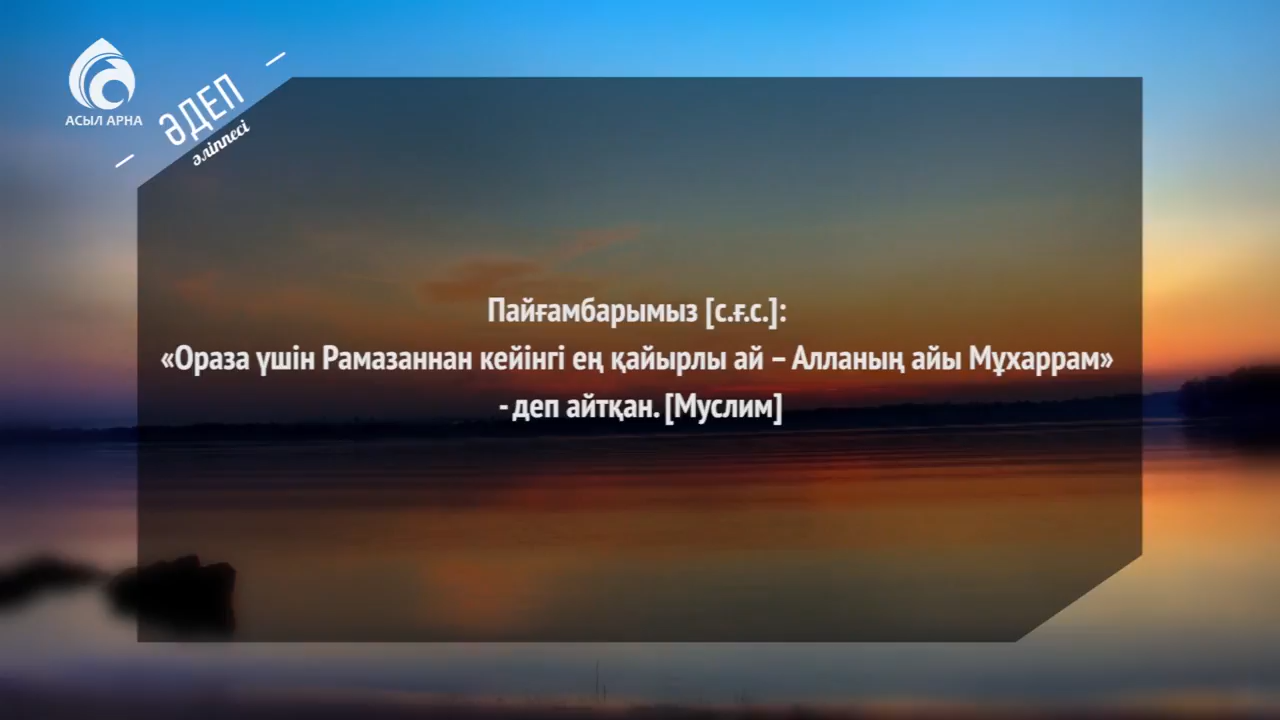 АСЫЛ АРНА
ӘДЕП
әліппесі
Пайғамбарымыз [с.ғ.с.]:
«Ораза үшін Рамазаннан кейінгі ең қайырлы ай – Алланың айы Мұхаррам»
- деп айтқан. [Муслим]